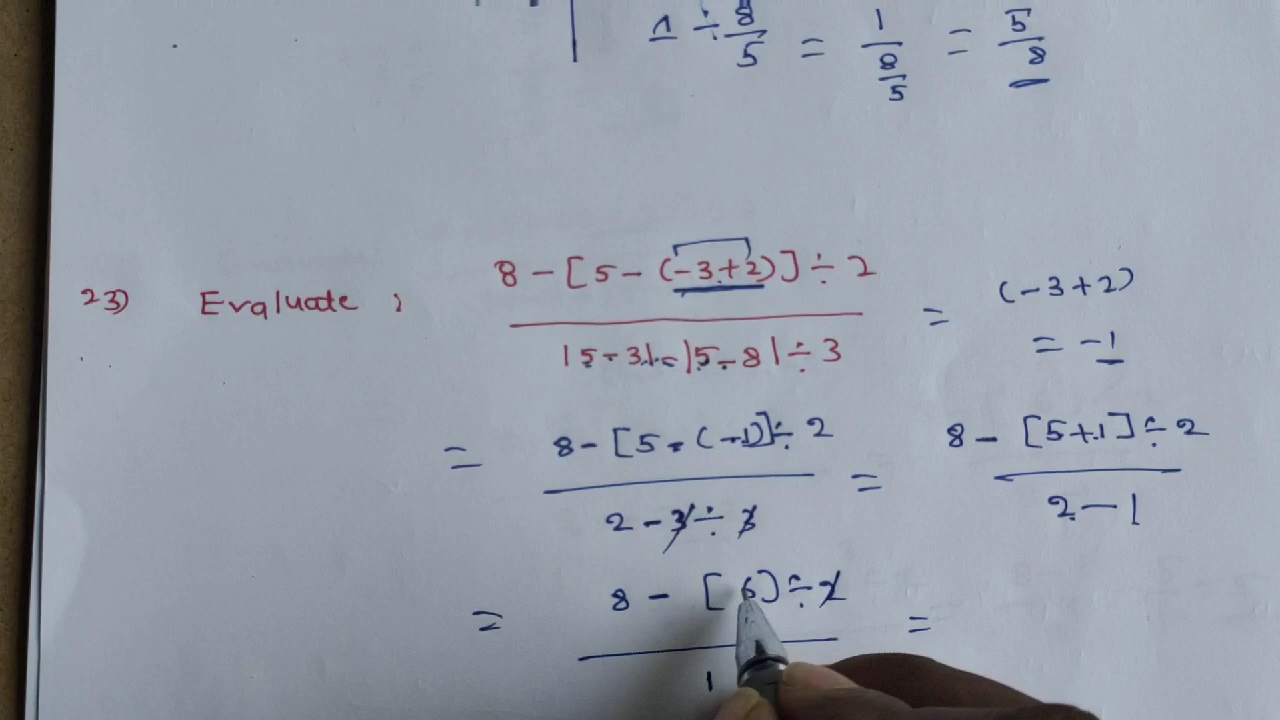 1 ÷ 8/5 = 1/(8/5) = 5/8
23) Evaluate : (8 - [5 - (-3+2)] ÷ 2) / (|5-3| - |5-8| ÷ 3) =
(-3+2)
= -1
= (8 - [5 - (-1)] ÷ 2) / (2 - 3 ÷ 3) = (8 - [5+1] ÷ 2) / (2 - 1)
= (8 - [6] ÷ 2) / 1 =